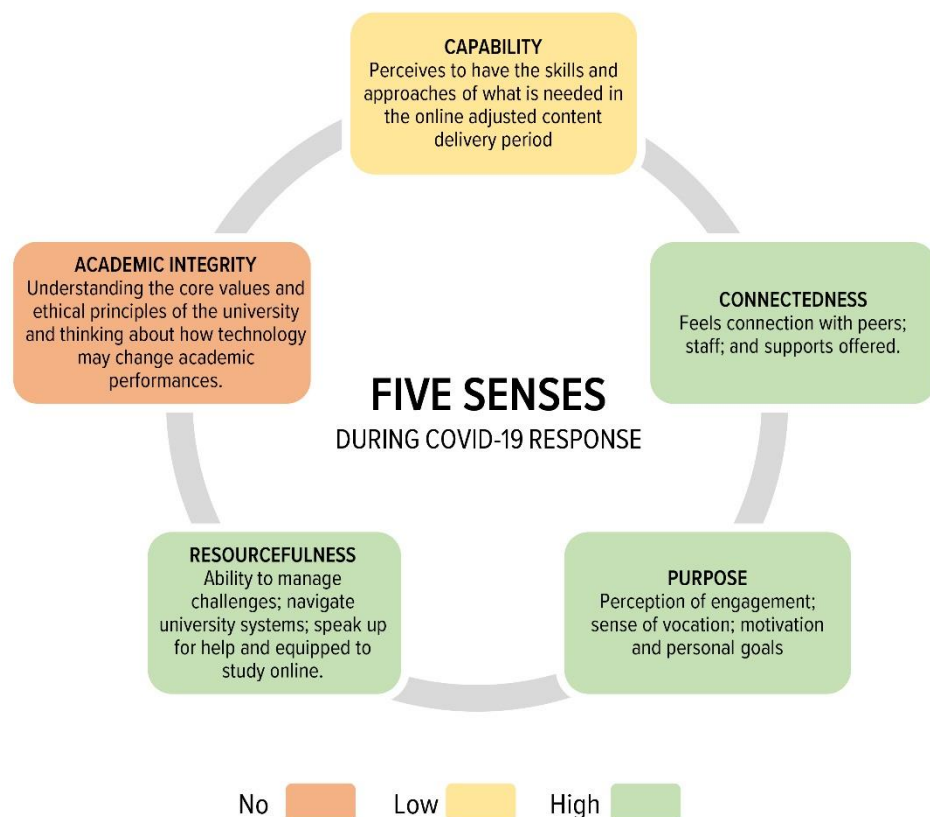 CAPABILITY
Perceives to have the skills and
approaches of what is needed in
the online adjusted content
delivery period
ACADEMIC INTEGRITY
Understanding the core values and
ethical principles of the university
and thinking about how technology
may change academic
performances.
CONNECTEDNESS
Feels connection with peers;
staff; and supports offered.
FIVE SENSES
DURING COVID-19 RESPONSE
RESOURCEFULNESS
Ability to manage
challenges; navigate
university systems; speak up
for help and equipped to
study online.
PURPOSE
Perception of engagement;
sense of vocation; motivation
and personal goals
No Low High